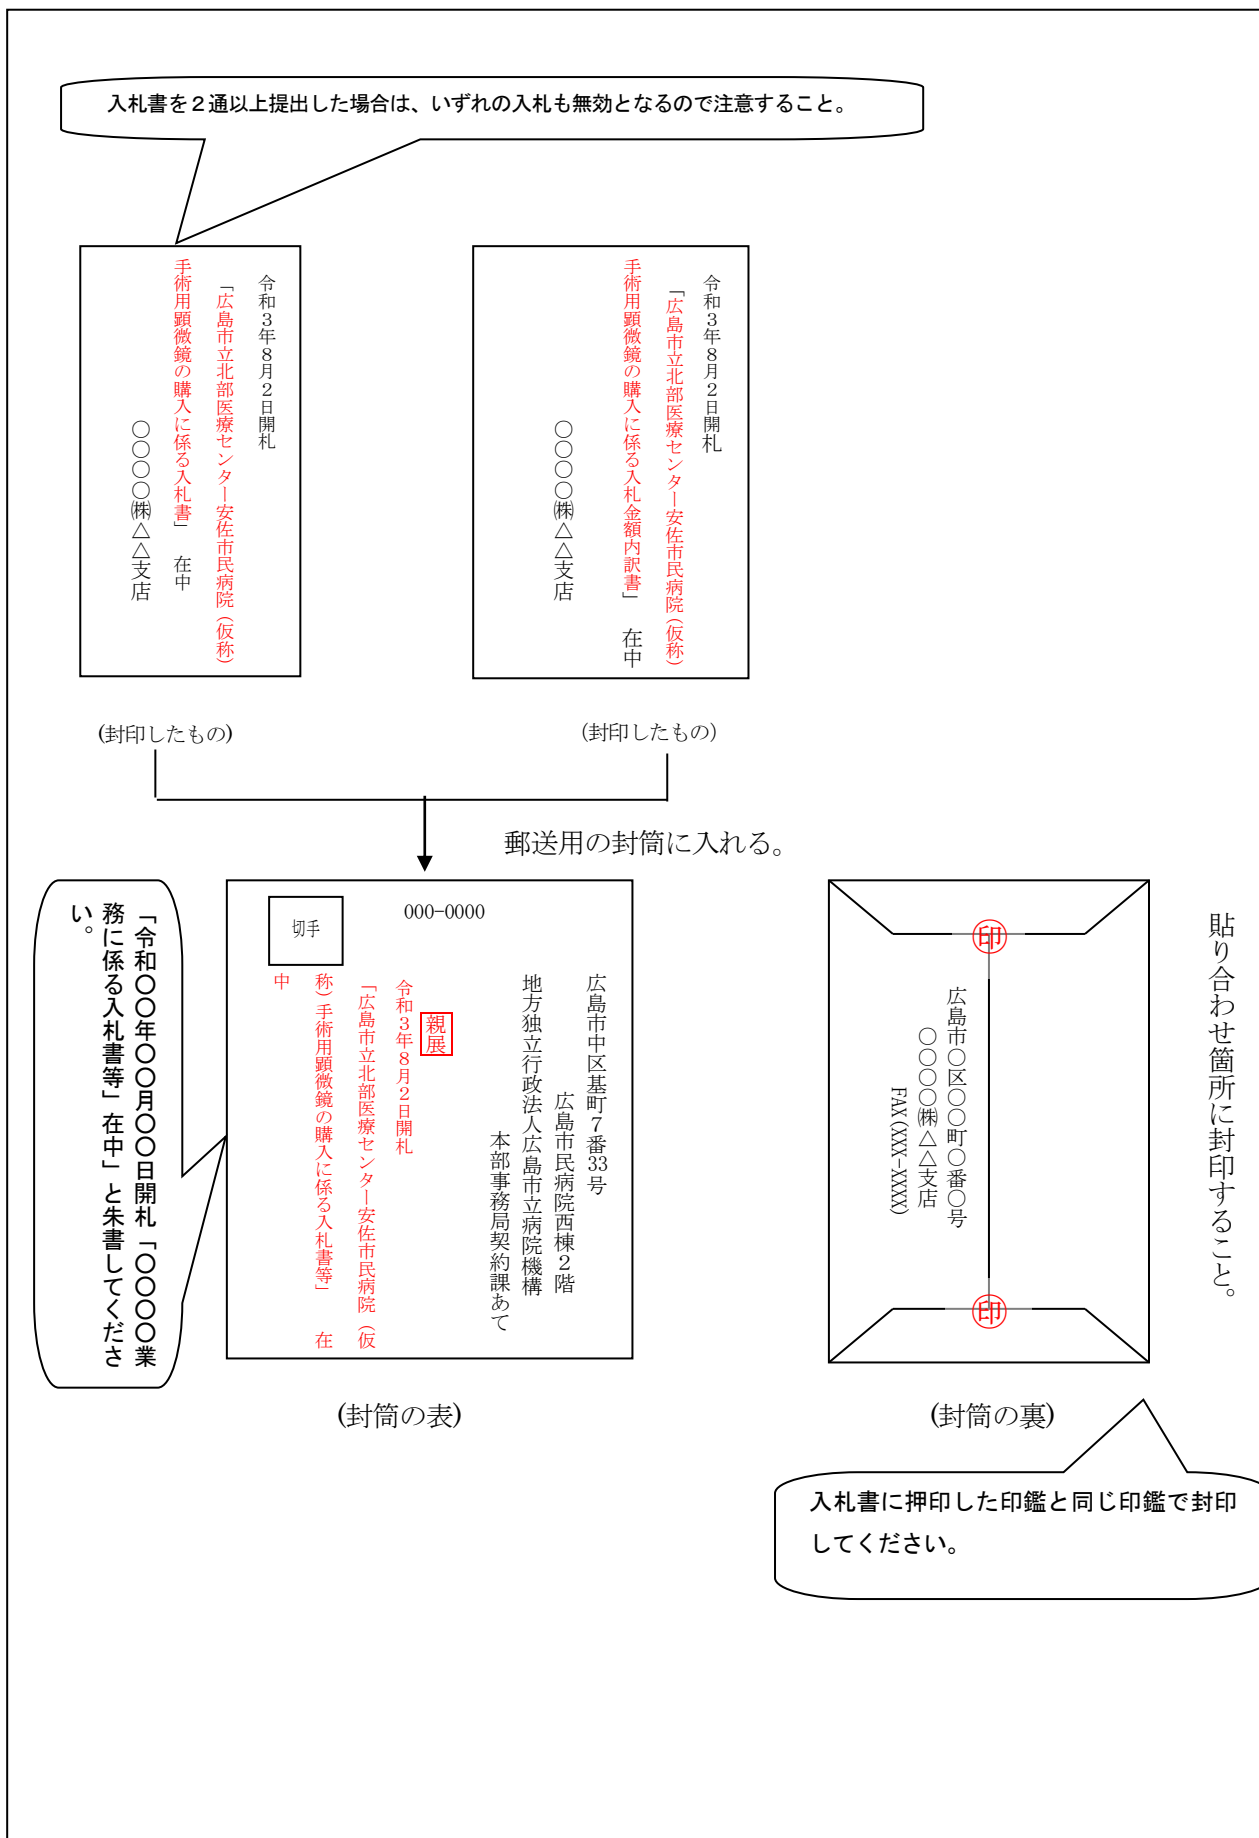 入札書を２通以上提出した場合は、いずれの入札も無効となるので注意すること。
令和３年８月２日開札
「広島市立北部医療センター安佐市民病院（仮称）
手術用顕微鏡の購入に係る入札書」　在中
〇〇〇〇㈱△△支店
(封印したもの)
令和３年８月２日開札
「広島市立北部医療センター安佐市民病院（仮称）
手術用顕微鏡の購入に係る入札金額内訳書」　在中
〇〇〇〇㈱△△支店
(封印したもの)
郵送用の封筒に入れる。
「令和〇〇年〇〇月〇〇日開札「〇〇〇〇業
務に係る入札書等」在中」と朱書してくださ
い。
切手
000-0000
広島市中区基町７番33号
広島市民病院西棟２階
地方独立行政法人広島市立病院機構
本部事務局契約課あて
親展
令和３年８月２日開札
「広島市立北部医療センター安佐市民病院（仮
称）手術用顕微鏡の購入に係る入札書等」　在
中
(封筒の表)
貼り合わせ箇所に封印すること。
印
広島市〇区〇〇町〇番〇号
〇〇〇〇㈱△△支店
FAX(XXX-XXXX)
印
(封筒の裏)
入札書に押印した印鑑と同じ印鑑で封印
してください。